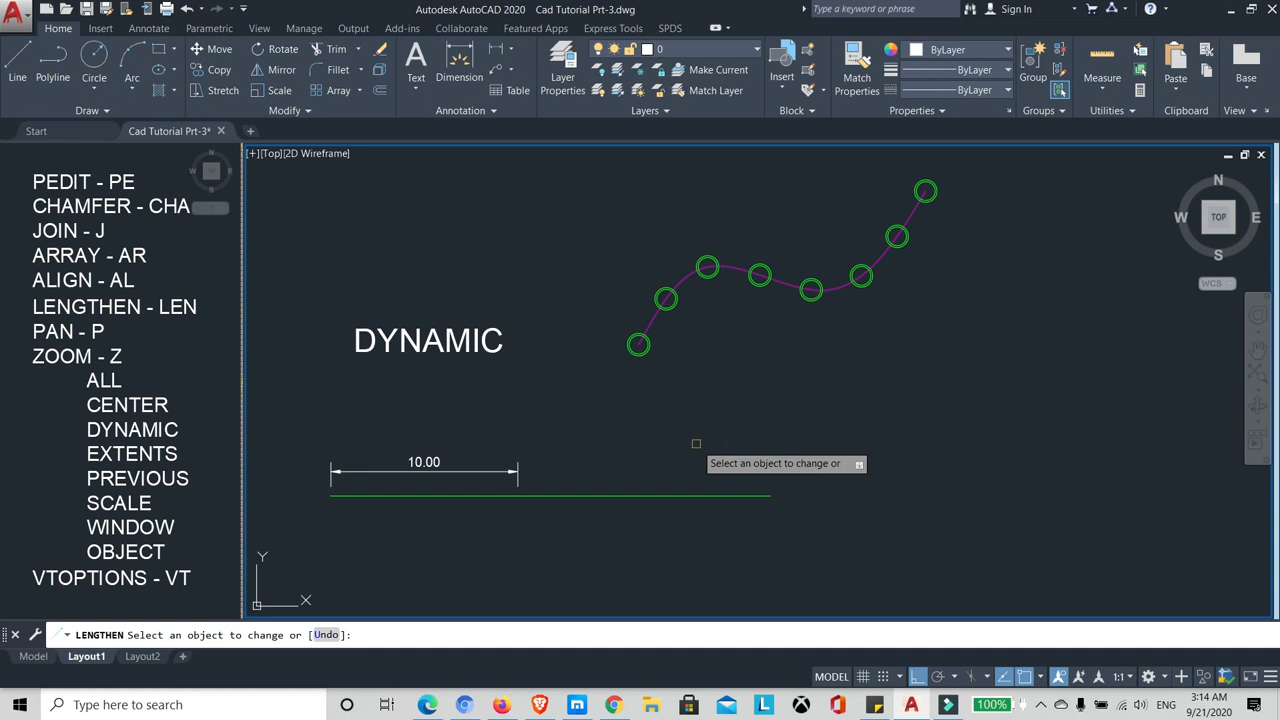 Autodesk AutoCAD 2020
Cad Tutorial Prt-3.dwg
Type a keyword or phrase
Sign In
Home
Insert
Annotate
Parametric
View
Manage
Output
Add-ins
Collaborate
Featured Apps
Express Tools
SPDS
Line
Polyline
Circle
Arc
Draw
Move
Copy
Stretch
Rotate
Mirror
Scale
Trim
Fillet
Array
Modify
Text
Dimension
Table
Annotation
Layer
Properties
0
Make Current
Match Layer
Layers
Insert
Block
Match
Properties
ByLayer
ByLayer
ByLayer
Properties
Group
Groups
Measure
Utilities
Paste
Clipboard
Base
View
Start
Cad Tutorial Prt-3*
[+][Top][2D Wireframe]
PEDIT - PE
CHAMFER - CHA
JOIN - J
ARRAY - AR
ALIGN - AL
LENGTHEN - LEN
PAN - P
ZOOM - Z
ALL
CENTER
DYNAMIC
EXTENTS
PREVIOUS
SCALE
WINDOW
OBJECT
VTOPTIONS - VT
N
W
E
S
WCS
DYNAMIC
10.00
Select an object to change or
Y
X
N
W
TOP
E
S
WCS
LENGTHEN Select an object to change or [Undo]:
Model
Layout1
Layout2
MODEL
1:1
Type here to search
100%
ENG
3:14 AM
9/21/2020